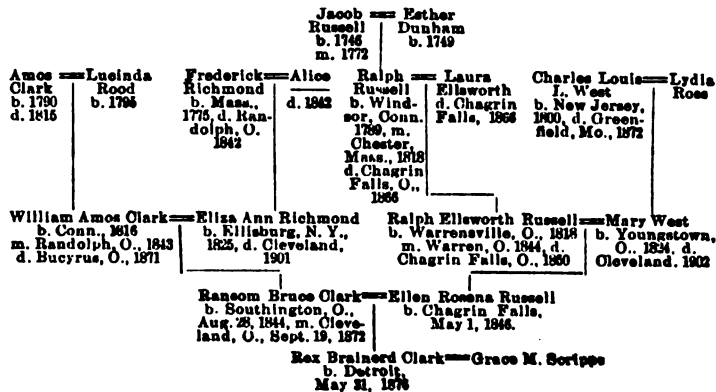 Jacob Esther
Russell Dunham
b. 1746 b. 1749
m. 1772
Amos Lucinda Frederick Alice Ralph Laura Charles Louis Lydia
Clark Rood Richmond Russell Ellsworth L. West Ross
b. 1790 b. 1795 b. Mass., d. 1842 b. Wind- d. Chagrin b. New Jersey,
d. 1815 1775, d. Ran- sor, Conn. Falls, 1866 1800, d. Green-
dolph, O. 1789, m. field, Mo., 1872
1842 Chester,
Mass., 1818
d. Chagrin
Falls, O.,
1866
William Amos Clark Eliza Ann Richmond Ralph Ellsworth Russell Mary West
b. Conn., 1816 b. Ellisburg, N. Y., b. Warrensville, O., 1818 b. Youngstown,
m. Randolph, O., 1843 1825, d. Cleveland, m. Warren, O. 1844, d. O., 1824, d.
d. Bucyrus, O., 1871 1901 Chagrin Falls, O., 1860 Cleveland. 1902
Ransom Bruce Clark Ellen Rosena Russell
b. Southington, O., b. Chagrin Falls,
Aug. 28, 1844, m. Cleve- May 1, 1846.
land, O., Sept. 19, 1872
Rex Brainerd Clark Grace M. Scripps
b. Detroit,
May 31, 1876